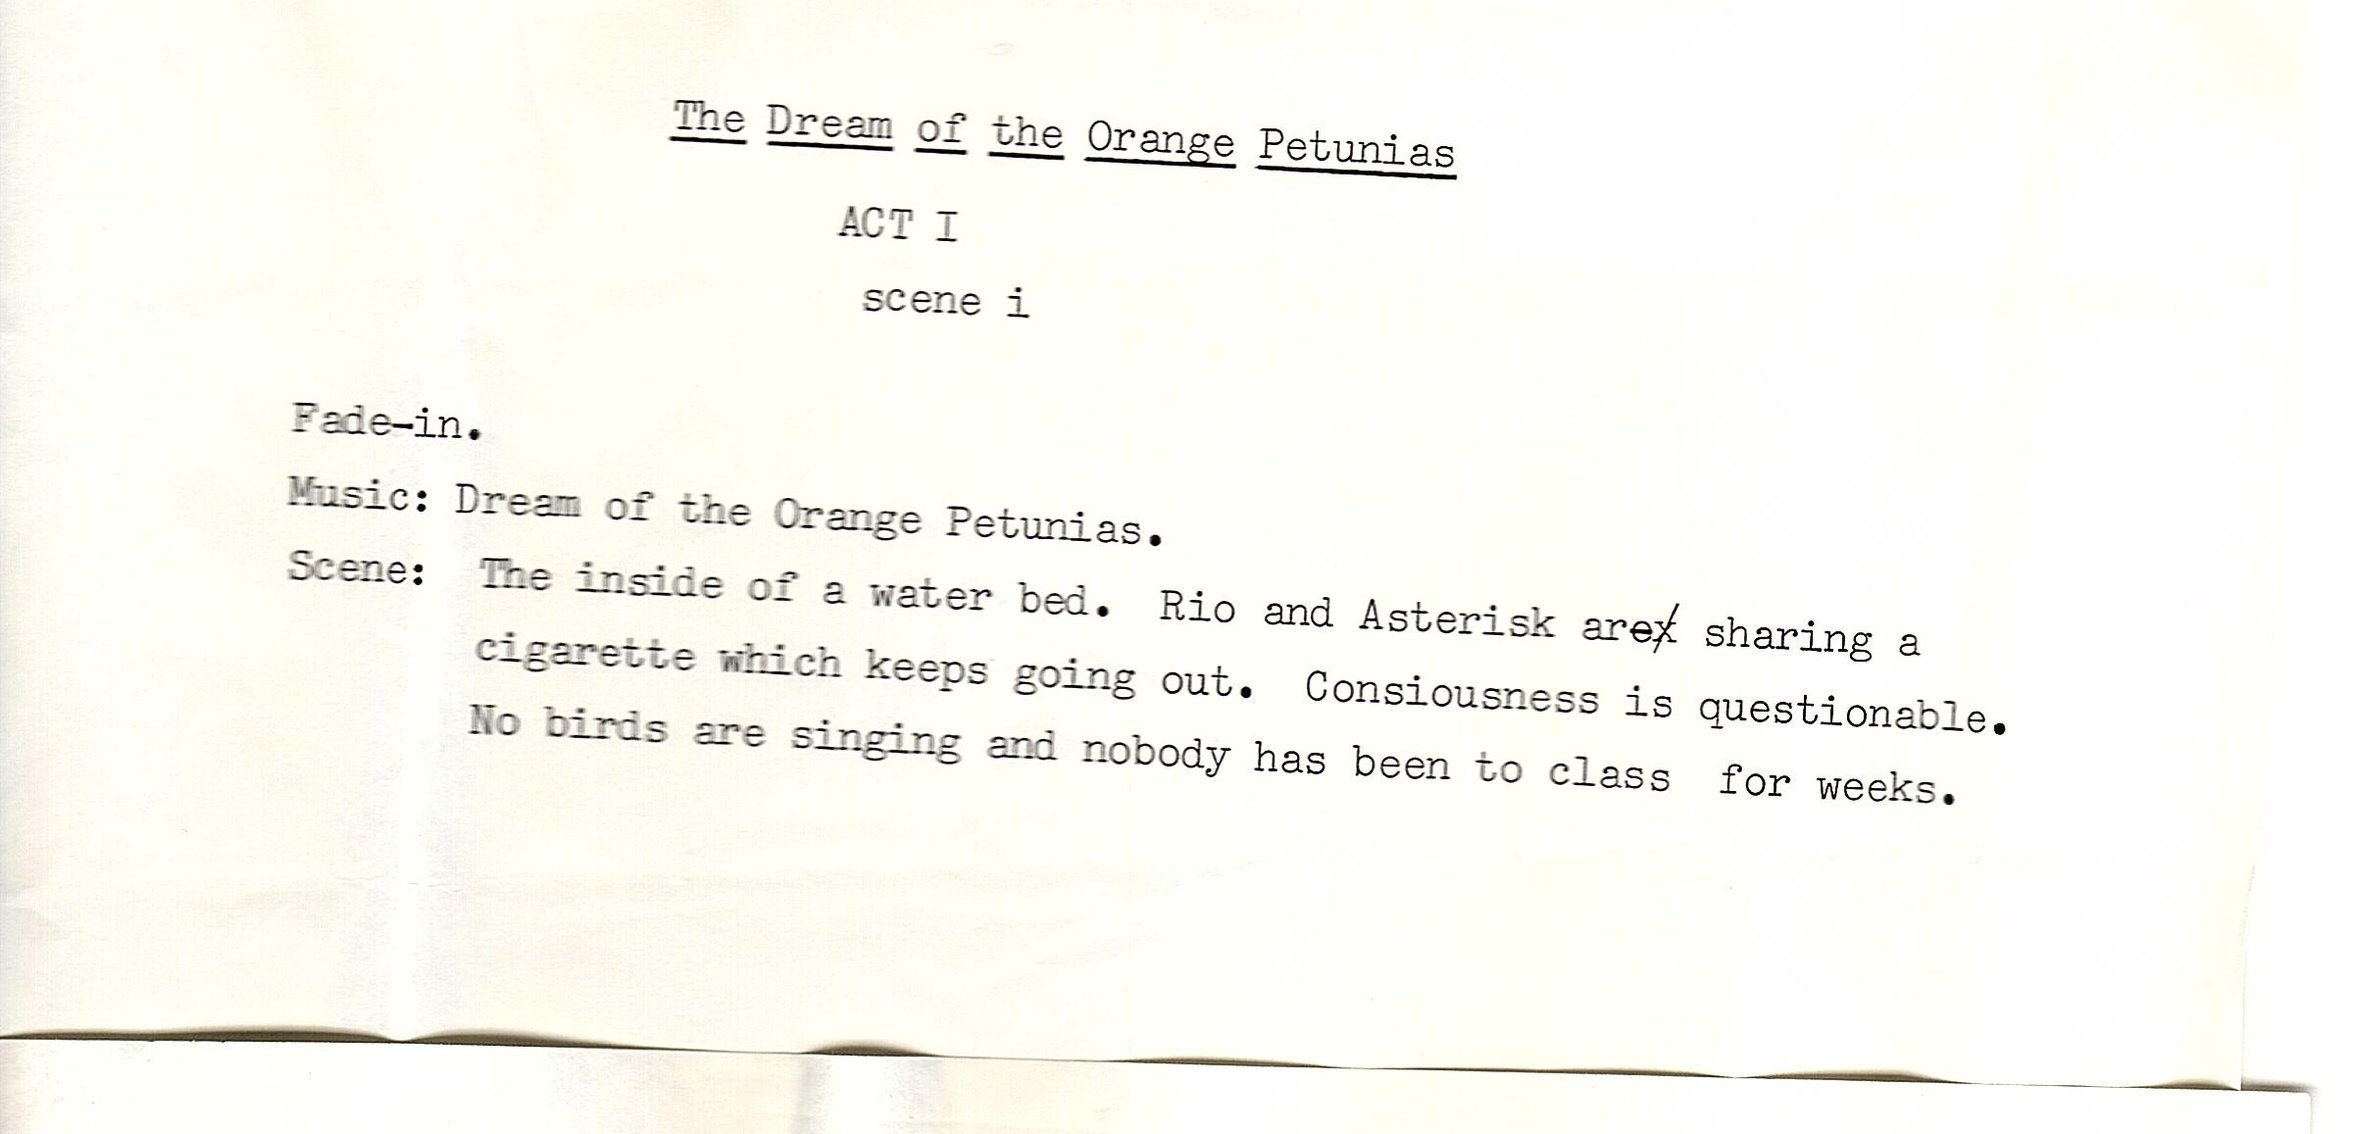 The Dream of the Orange Petunias
ACT I
scene i
Fade-in.
Music: Dream of the Orange Petunias.
Scene: The inside of a water bed. Rio and Asterisk are sharing a
cigarette which keeps going out. Consiousness is questionable.
No birds are singing and nobody has been to class for weeks.